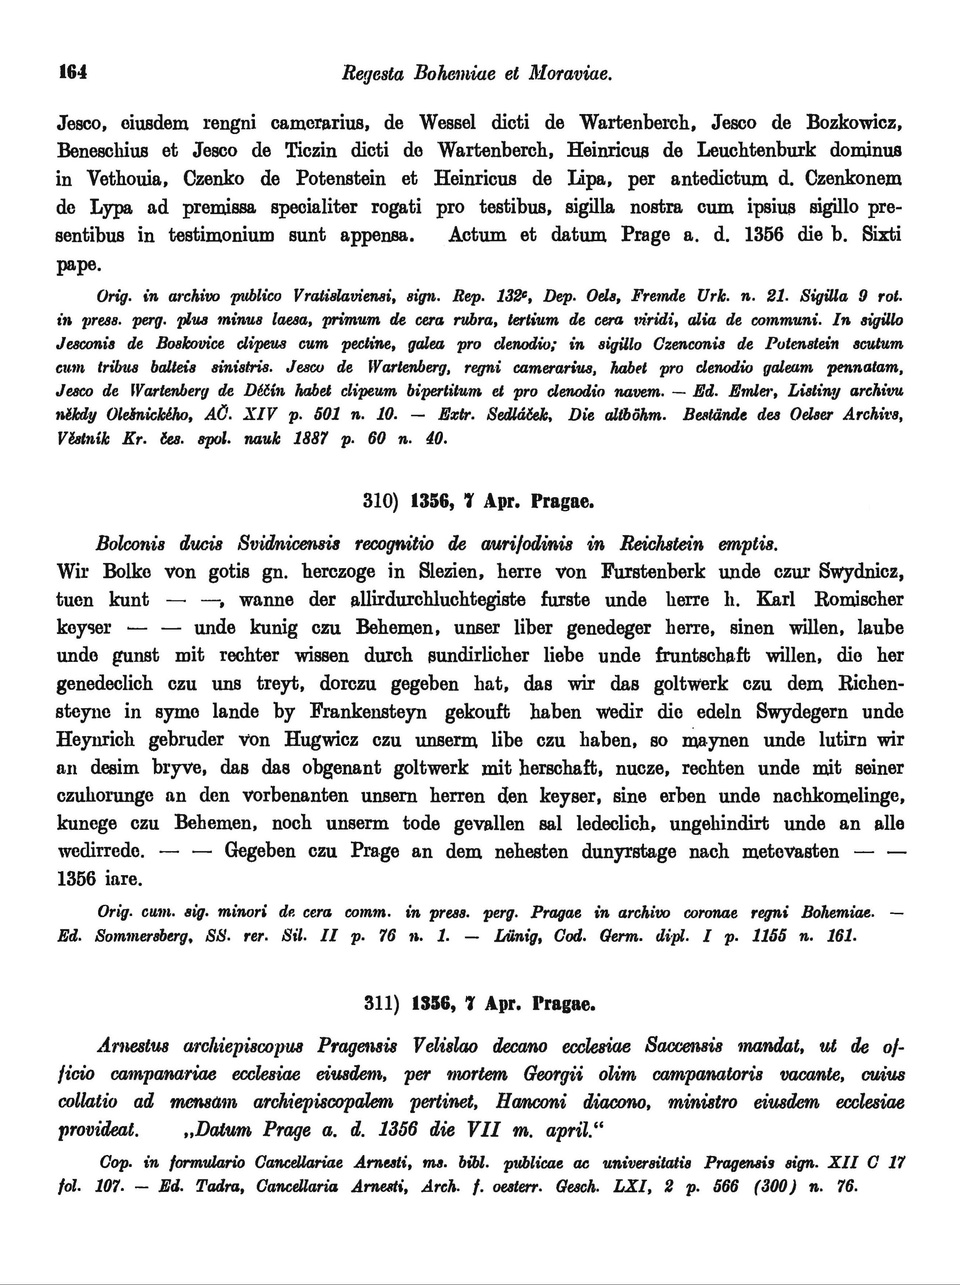 164 Regesta Bohemiae et Moraviae.
Jesco, eiusdem rengni camerarius, de Wessel dicti de Wartenberch, Jesco de Bozkowicz,
Beneschius et Jesco de Ticzin dicti de Wartenberch, Heinricus de Leuchtenburk dominus
in Vethouia, Czenko de Potenstein et Heinricus de Lipa, per antedictum d. Czenkonem
de Lypa ad premissa specialiter rogati pro testibus, sigilla nostra cum ipsius sigillo pre-
sentibus in testimonium sunt appensa. Actum et datum Prage a. d. 1356 die b. Sixti
pape.
Orig. in archivo publico Vratislaviensi, sign. Rep. 132c, Dep. Oels, Fremde Urk. n. 21. Sigilla 9 rot.
in press. perg. plus minus laesa, primum de cera rubra, tertium de cera viridi, alia de communi. In sigillo
Jesconis de Boskovice clipeus cum pectine, galea pro clenodio; in sigillo Czenconis de Potenstein scutum
cum tribus balteis sinistris. Jesco de Wartenberg, regni camerarius, habet pro clenodio galeam pennatam,
Jesco de Wartenberg de Děčín habet clipeum bipertitum et pro clenodio navem. — Ed. Emler, Listiny archivu
někdy Olešnického, AČ. XIV p. 501 n. 10. — Extr. Sedláček, Die altböhm. Bestände des Oelser Archivs,
Věstník Kr. čes. spol. nauk 1887 p. 60 n. 40.
310) 1356, 7 Apr. Pragae.
Bolconis ducis Svidnicensis recognitio de aurifodinis in Reichstein emptis.
Wir Bolke von gotis gn. herczoge in Slezien, herre von Furstenberk unde czur Swydnicz,
tuen kunt — —, wanne der allirdurchluchtegiste furste unde herre h. Karl Romischer
keyser — — unde kunig czu Behemen, unser liber genedeger herre, sinen willen, laube
unde gunst mit rechter wissen durch sundirlicher liebe unde fruntschaft willen, die her
genedeclich czu uns treyt, dorczu gegeben hat, das wir das goltwerk czu dem Richen-
steyne in syme lande by Frankensteyn gekouft haben wedir die edeln Swydegern unde
Heynrich gebruder von Hugwicz czu unserm libe czu haben, so maynen unde lutirn wir
an desim bryve, das das obgenant goltwerk mit herschaft, nucze, rechten unde mit seiner
czuhorunge an den vorbenanten unsern herren den keyser, sine erben unde nachkomelinge,
kunege czu Behemen, noch unserm tode gevallen sal ledeclich, ungehindirt unde an alle
wedirrede. — — Gegeben czu Prage an dem nehesten dunyrstage nach metevasten — —
1356 iare.
Orig. cum. sig. minori de cera comm. in press. perg. Pragae in archivo coronae regni Bohemiae. —
Ed. Sommersberg, SS. rer. Sil. II p. 76 n. 1. — Lünig, Cod. Germ. dipl. I p. 1155 n. 161.
311) 1356, 7 Apr. Pragae.
Arnestus archiepiscopus Pragensis Velislao decano ecclesiae Saccensis mandat, ut de of-
ficio campanariae ecclesiae eiusdem, per mortem Georgii olim campanatoris vacante, cuius
collatio ad mensam archiepiscopalem pertinet, Hanconi diacono, ministro eiusdem ecclesiae
provideat. „Datum Prage a. d. 1356 die VII m. april.“
Cop. in formulario Cancellariae Arnesti, ms. bibl. publicae ac universitatis Pragensis sign. XII C 17
fol. 107. — Ed. Tadra, Cancellaria Arnesti, Arch. f. oesterr. Gesch. LXI, 2 p. 566 (300) n. 76.